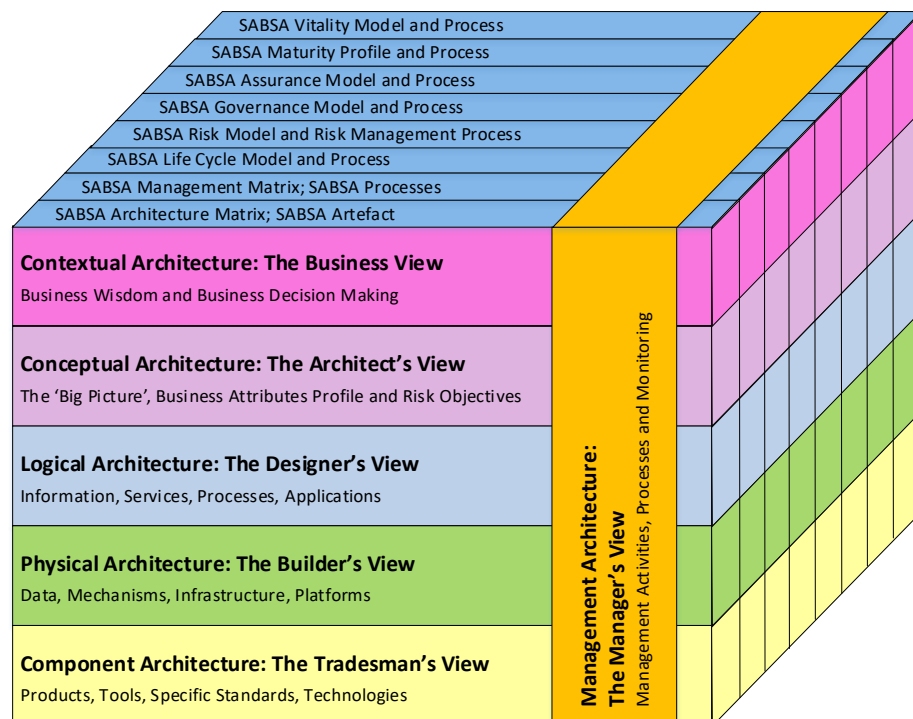 SABSA Vitality Model and Process
SABSA Maturity Profile and Process
SABSA Assurance Model and Process
SABSA Governance Model and Process
SABSA Risk Model and Risk Management Process
SABSA Life Cycle Model and Process
SABSA Management Matrix; SABSA Processes
SABSA Architecture Matrix; SABSA Artefact
Contextual Architecture: The Business View
Business Wisdom and Business Decision Making
Conceptual Architecture: The Architect’s View
The ‘Big Picture’, Business Attributes Profile and Risk Objectives
Logical Architecture: The Designer’s View
Information, Services, Processes, Applications
Physical Architecture: The Builder’s View
Data, Mechanisms, Infrastructure, Platforms
Component Architecture: The Tradesman’s View
Products, Tools, Specific Standards, Technologies
Management Architecture:
The Manager’s View
Management Activities, Processes and Monitoring